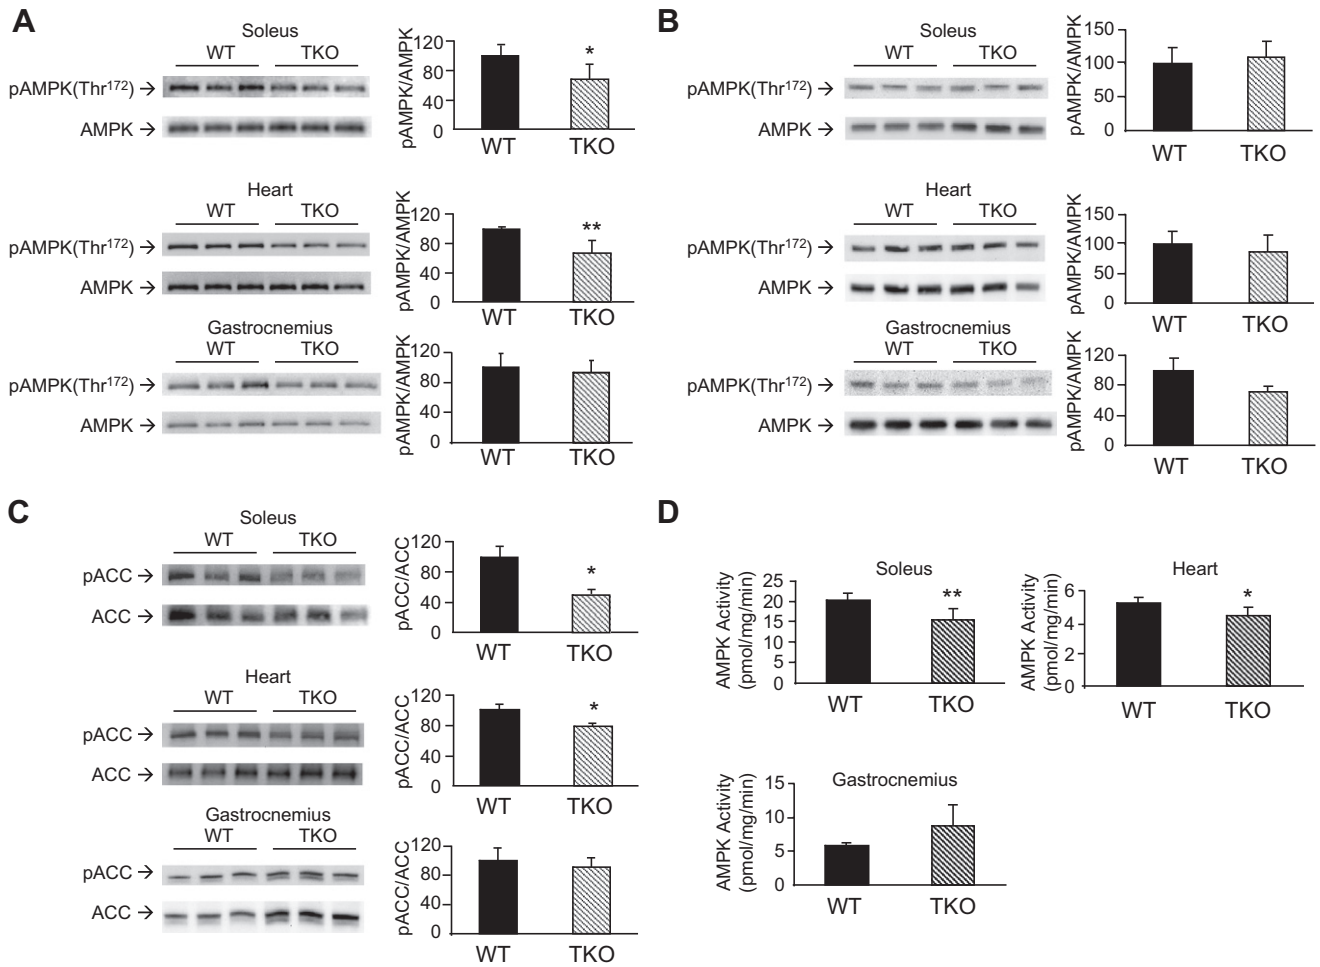 A
Soleus
WT TKO
pAMPK(Thr172) →
AMPK →
pAMPK/AMPK
120
80
40
0
*
WT TKO
Heart
WT TKO
pAMPK(Thr172) →
AMPK →
pAMPK/AMPK
120
80
40
0
**
WT TKO
Gastrocnemius
WT TKO
pAMPK(Thr172) →
AMPK →
pAMPK/AMPK
120
80
40
0
WT TKO
B
Soleus
WT TKO
pAMPK(Thr172) →
AMPK →
pAMPK/AMPK
150
100
50
0
WT TKO
Heart
WT TKO
pAMPK(Thr172) →
AMPK →
pAMPK/AMPK
150
100
50
0
Gastrocnemius
WT TKO
pAMPK(Thr172) →
AMPK →
pAMPK/AMPK
120
80
40
0
WT TKO
C
Soleus
WT TKO
pACC →
ACC →
pACC/ACC
120
80
40
0
*
WT TKO
Heart
WT TKO
pACC →
ACC →
pACC/ACC
120
80
40
0
*
WT TKO
Gastrocnemius
WT TKO
pACC →
ACC →
pACC/ACC
120
80
40
0
WT TKO
D
Soleus
AMPK Activity
(pmol/mg/min)
25
20
15
10
5
0
**
WT TKO
Heart
AMPK Activity
(pmol/mg/min)
6
4
2
0
*
WT TKO
Gastrocnemius
AMPK Activity
(pmol/mg/min)
15
10
5
0
WT TKO